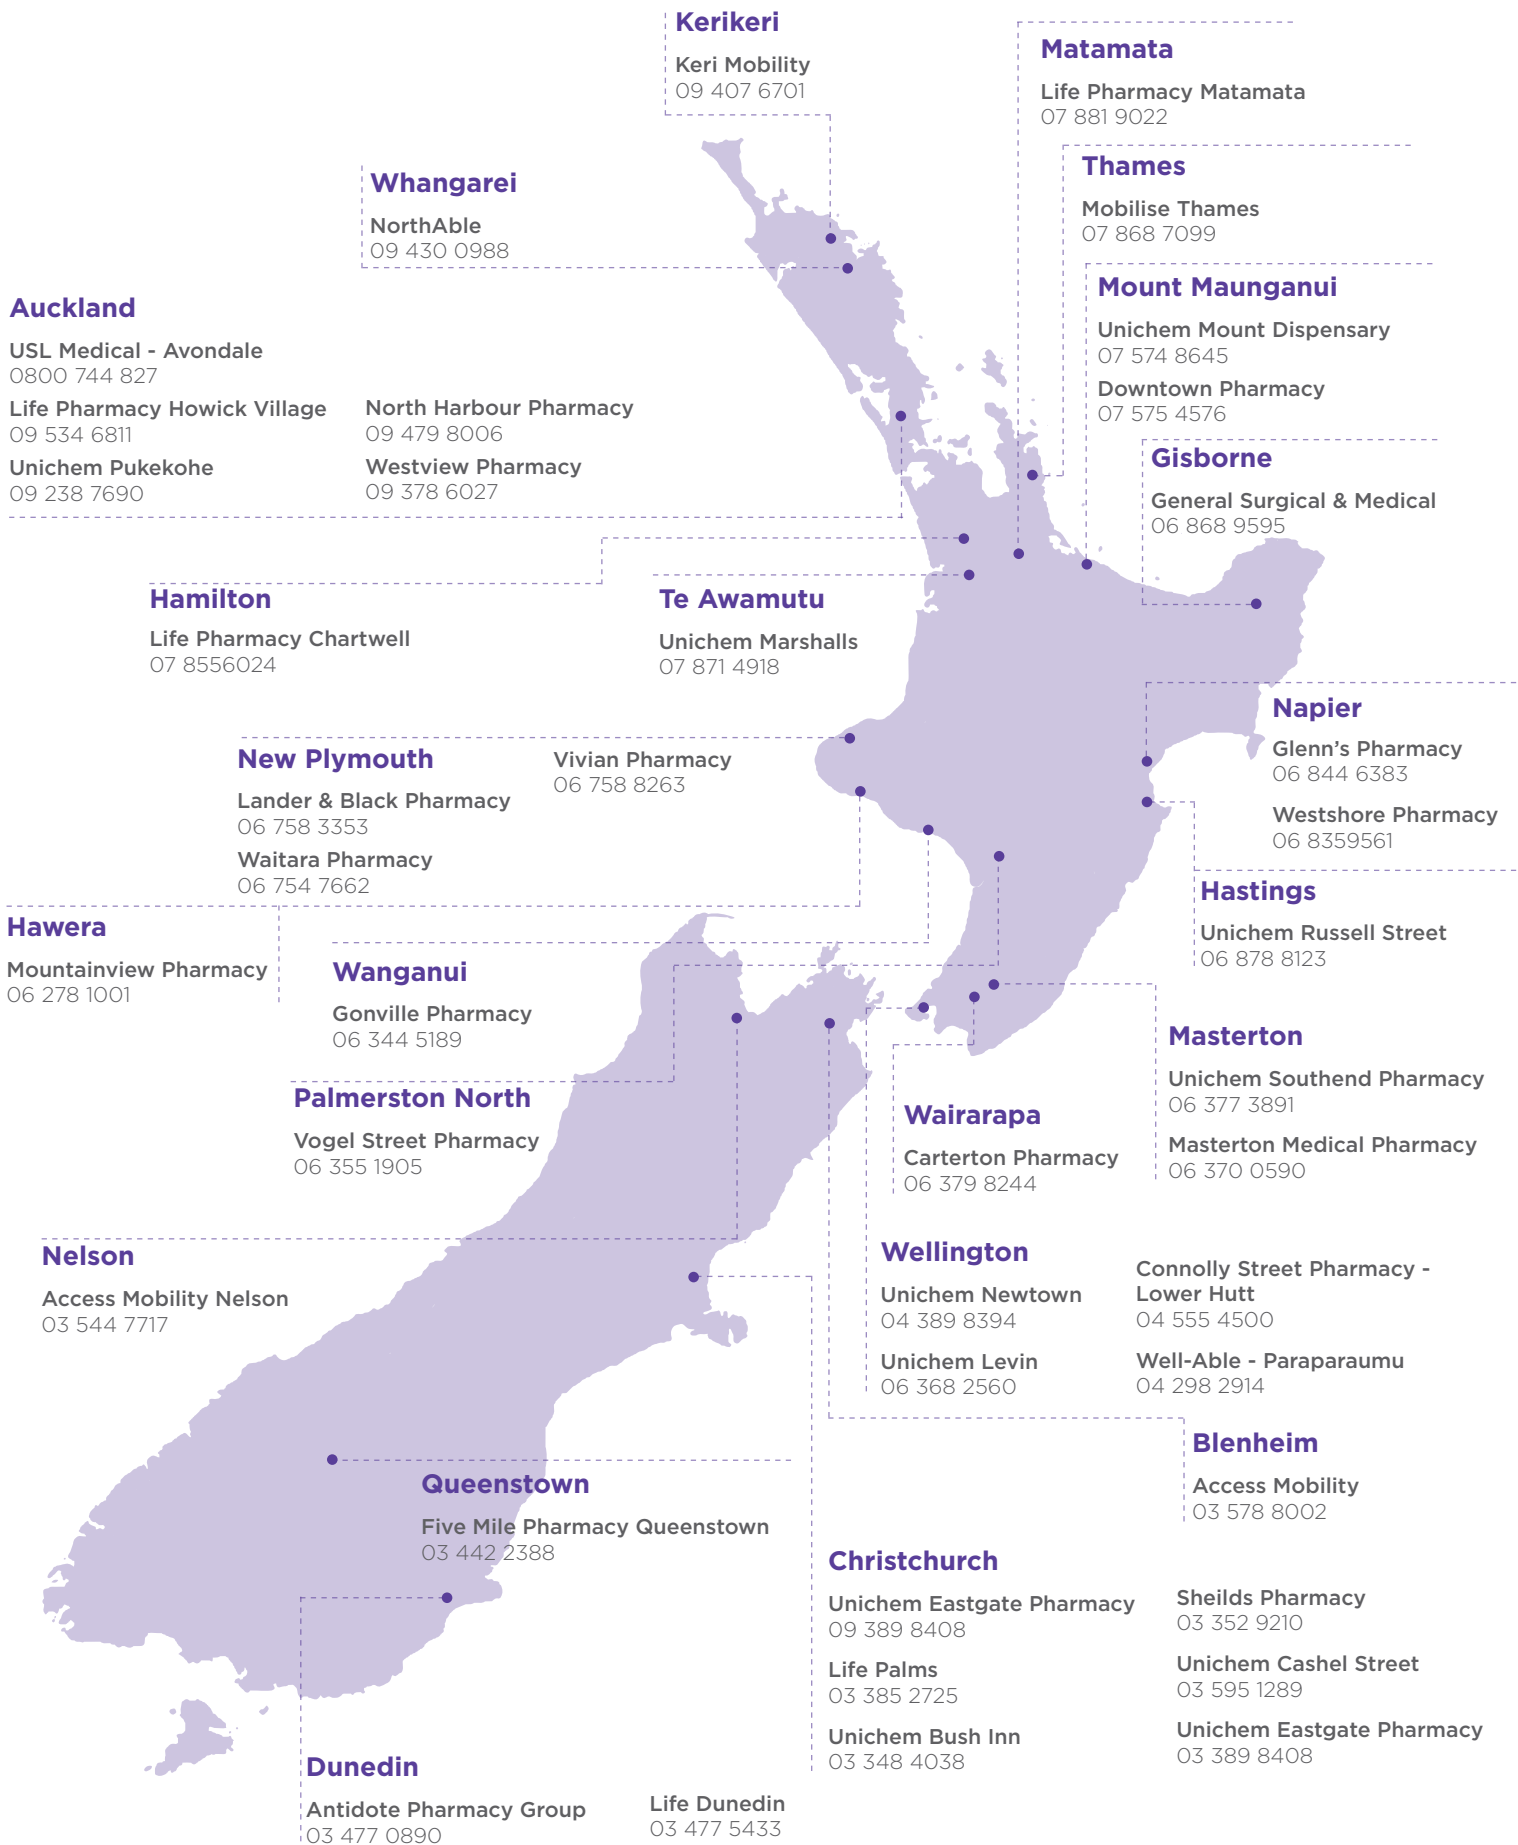 Kerikeri
Keri Mobility
09 407 6701
Matamata
Life Pharmacy Matamata
07 881 9022
Whangarei
NorthAble
09 430 0988
Thames
Mobilise Thames
07 868 7099
Mount Maunganui
Unichem Mount Dispensary
07 574 8645
Downtown Pharmacy
07 575 4576
Auckland
USL Medical - Avondale
0800 744 827
Life Pharmacy Howick Village
09 534 6811
Unichem Pukekohe
09 238 7690
North Harbour Pharmacy
09 479 8006
Westview Pharmacy
09 378 6027
Gisborne
General Surgical & Medical
06 868 9595
Hamilton
Life Pharmacy Chartwell
07 8556024
Te Awamutu
Unichem Marshalls
07 871 4918
Napier
Glenn's Pharmacy
06 844 6383
Westshore Pharmacy
06 8359561
New Plymouth
Lander & Black Pharmacy
06 758 3353
Waitara Pharmacy
06 754 7662
Vivian Pharmacy
06 758 8263
Hastings
Unichem Russell Street
06 878 8123
Hawera
Mountainview Pharmacy
06 278 1001
Wanganui
Gonville Pharmacy
06 344 5189
Masterton
Unichem Southend Pharmacy
06 377 3891
Masterton Medical Pharmacy
06 370 0590
Palmerston North
Vogel Street Pharmacy
06 355 1905
Wairarapa
Carterton Pharmacy
06 379 8244
Nelson
Access Mobility Nelson
03 544 7717
Wellington
Unichem Newtown
04 389 8394
Unichem Levin
06 368 2560
Connolly Street Pharmacy -
Lower Hutt
04 555 4500
Well-Able - Paraparaumu
04 298 2914
Blenheim
Access Mobility
03 578 8002
Queenstown
Five Mile Pharmacy Queenstown
03 442 2388
Christchurch
Unichem Eastgate Pharmacy
09 389 8408
Life Palms
03 385 2725
Unichem Bush Inn
03 348 4038
Sheilds Pharmacy
03 352 9210
Unichem Cashel Street
03 595 1289
Unichem Eastgate Pharmacy
03 389 8408
Dunedin
Antidote Pharmacy Group
03 477 0890
Life Dunedin
03 477 5433